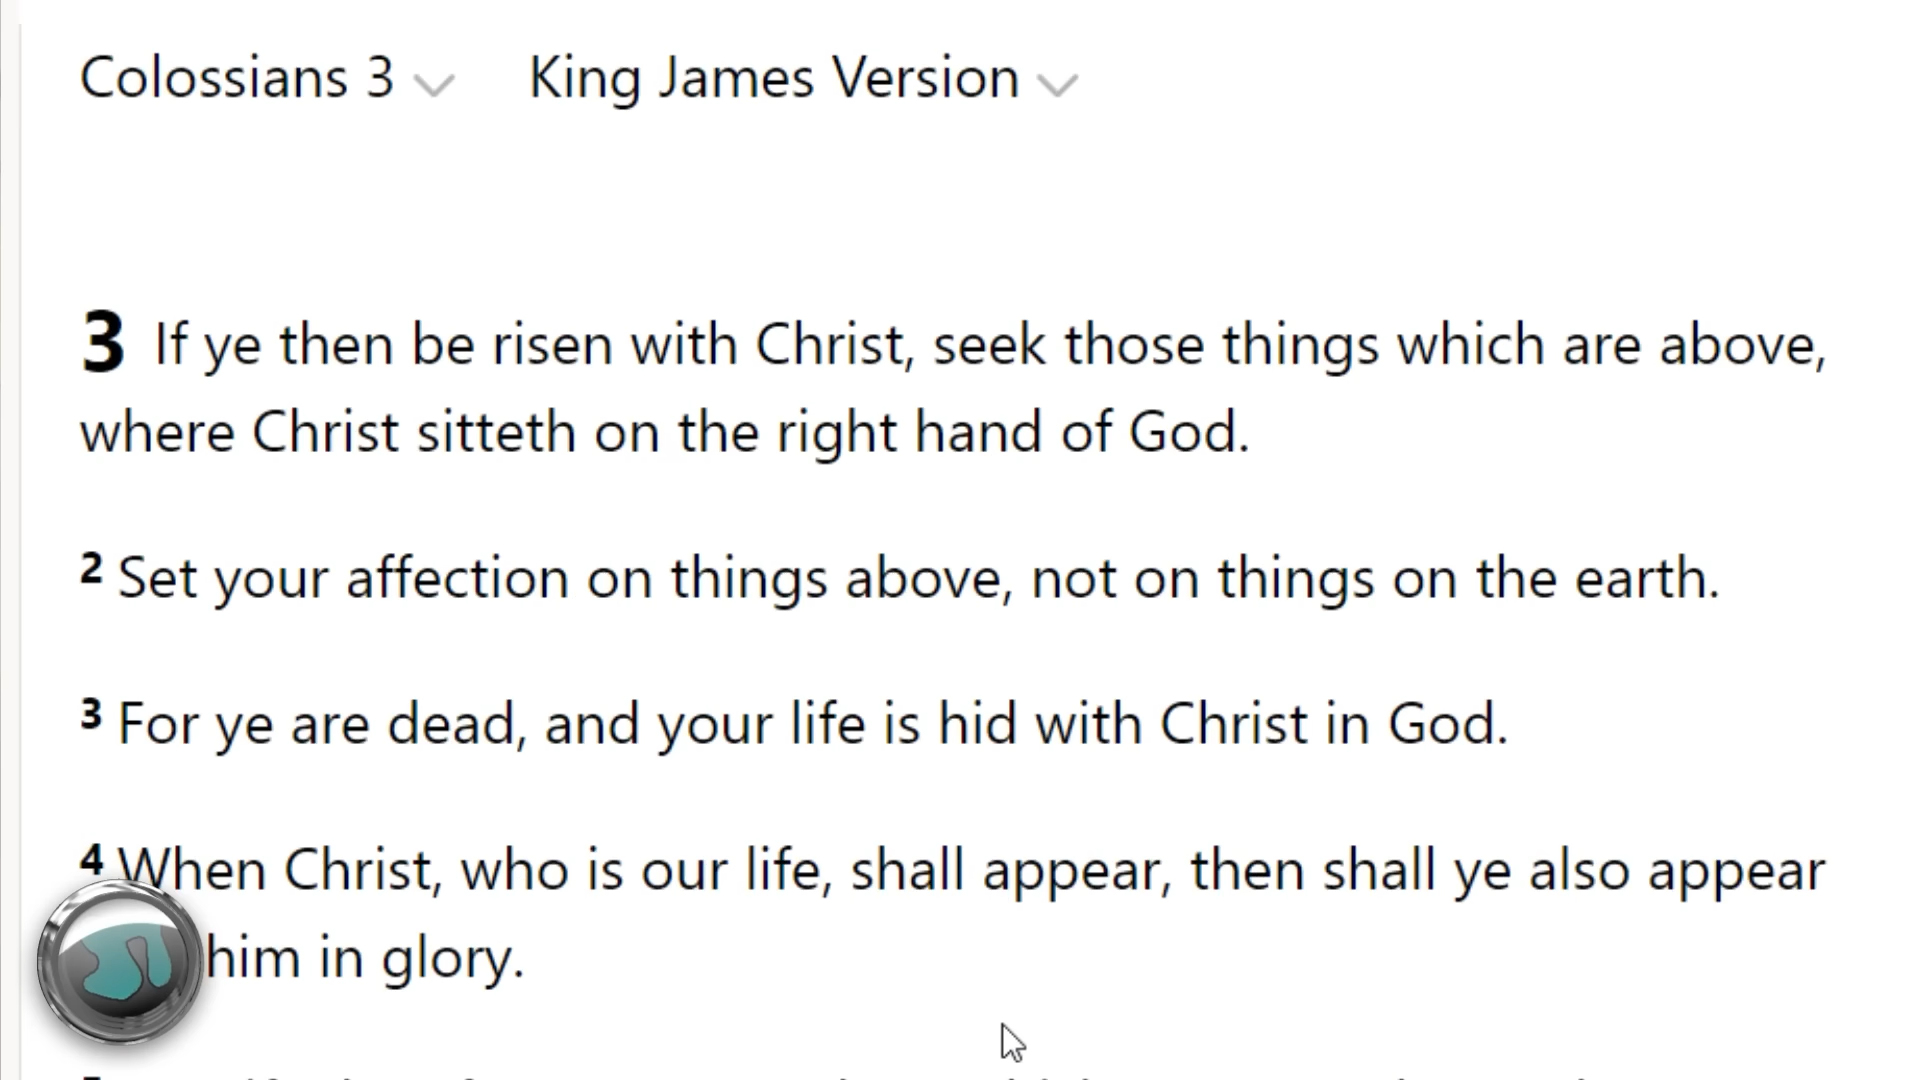 Colossians 3 King James Version
3 If ye then be risen with Christ, seek those things which are above,
where Christ sitteth on the right hand of God.
2 Set your affection on things above, not on things on the earth.
3 For ye are dead, and your life is hid with Christ in God.
4 When Christ, who is our life, shall appear, then shall ye also appear
him in glory.